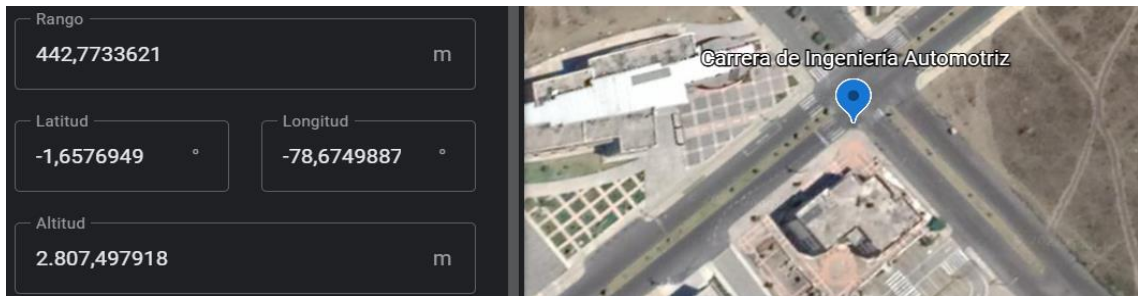 Rango
442,7733621 m
Latitud
-1,6576949 °
Longitud
-78,6749887 °
Altitud
2.807,497918 m
Carrera de Ingeniería Automotriz